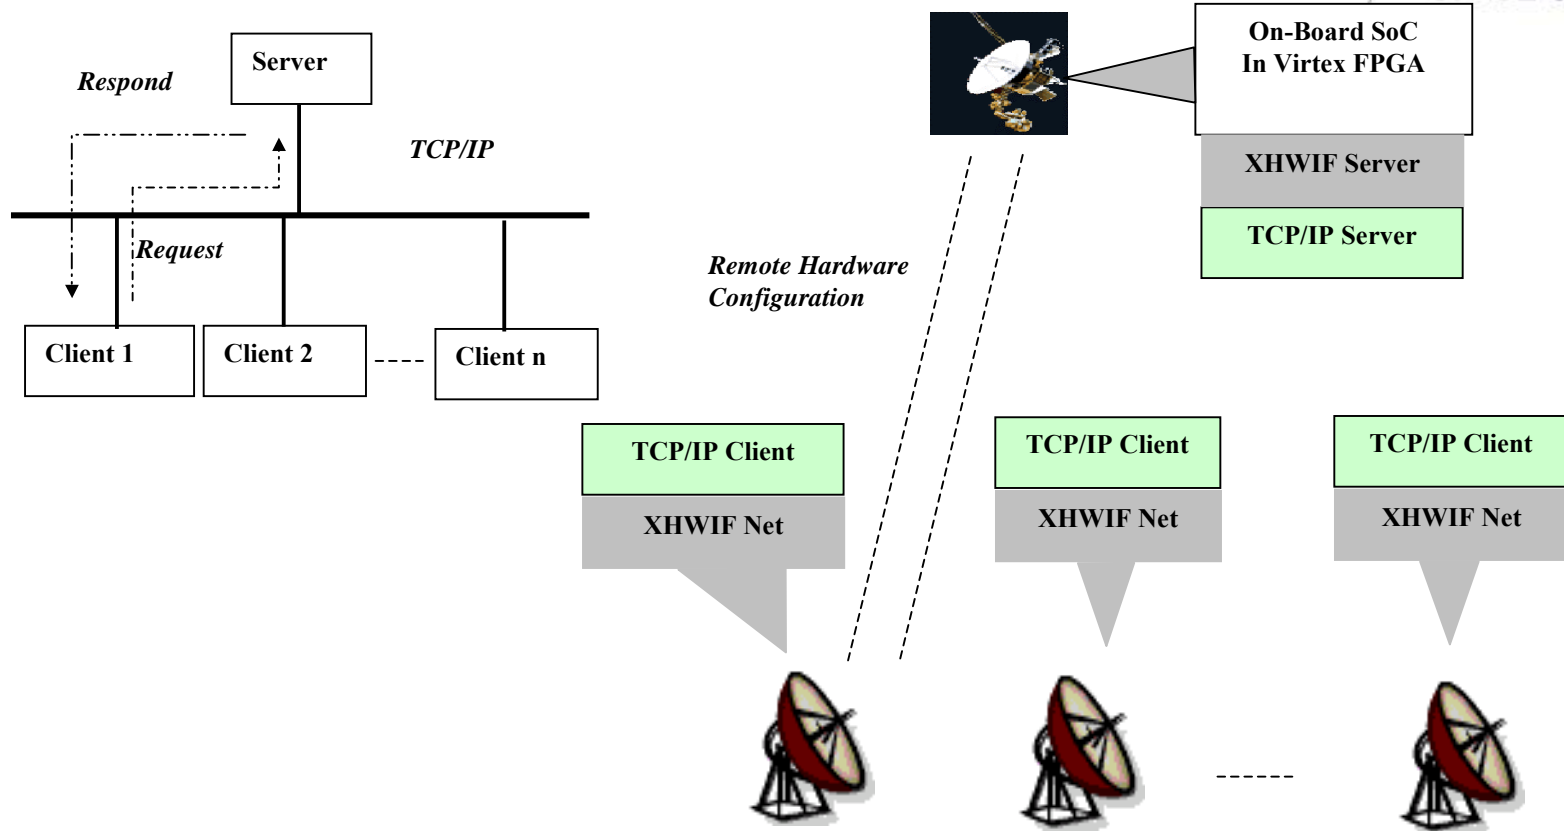 Server
Respond
TCP/IP
Request
Client 1
Client 2
Client n
On-Board SoC
In Virtex FPGA
XHWIF Server
TCP/IP Server
Remote Hardware
Configuration
TCP/IP Client
XHWIF Net
TCP/IP Client
XHWIF Net
TCP/IP Client
XHWIF Net